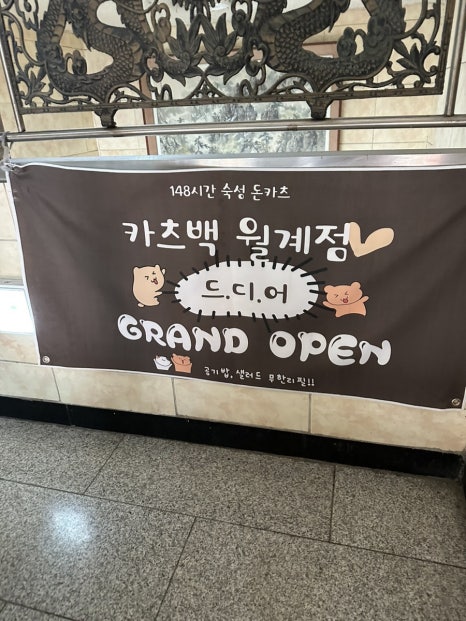 148시간 숙성 돈카츠
카츠백 월계점
드.디.어
GRAND OPEN
공기밥, 샐러드 무한리필!!